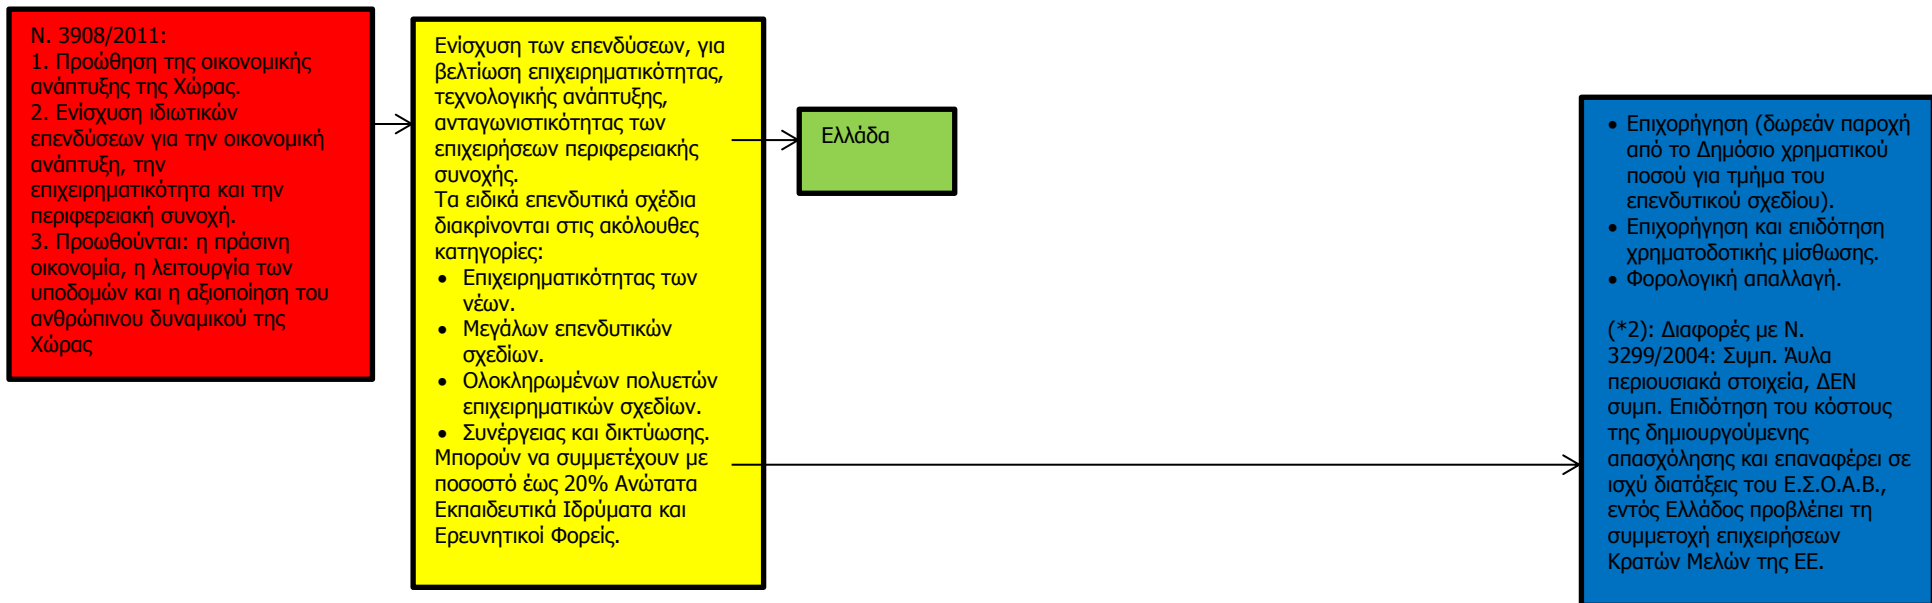 Ν. 3908/2011:
1. Προώθηση της οικονομικής
ανάπτυξης της Χώρας.
2. Ενίσχυση ιδιωτικών
επενδύσεων για την οικονομική
ανάπτυξη, την
επιχειρηματικότητα και την
περιφερειακή συνοχή.
3. Προωθούνται: η πράσινη
οικονομία, η λειτουργία των
υποδομών και η αξιοποίηση του
ανθρώπινου δυναμικού της
Χώρας
Ενίσχυση των επενδύσεων, για
βελτίωση επιχειρηματικότητας,
τεχνολογικής ανάπτυξης,
ανταγωνιστικότητας των
επιχειρήσεων περιφερειακής
συνοχής.
Τα ειδικά επενδυτικά σχέδια
διακρίνονται στις ακόλουθες
κατηγορίες:
• Επιχειρηματικότητας των
νέων.
• Μεγάλων επενδυτικών
σχεδίων.
• Ολοκληρωμένων πολυετών
επιχειρηματικών σχεδίων.
• Συνέργειας και δικτύωσης.
Μπορούν να συμμετέχουν με
ποσοστό έως 20% Ανώτατα
Εκπαιδευτικά Ιδρύματα και
Ερευνητικοί Φορείς.
Ελλάδα
• Επιχορήγηση (δωρεάν παροχή
από το Δημόσιο χρηματικού
ποσού για τμήμα του
επενδυτικού σχεδίου).
• Επιχορήγηση και επιδότηση
χρηματοδοτικής μίσθωσης.
• Φορολογική απαλλαγή.
(*2): Διαφορές με Ν.
3299/2004: Συμπ. Άυλα
περιουσιακά στοιχεία, ΔΕΝ
συμπ. Επιδότηση του κόστους
της δημιουργούμενης
απασχόλησης και επαναφέρει σε
ισχύ διατάξεις του Ε.Σ.Ο.Α.Β.,
εντός Ελλάδος προβλέπει τη
συμμετοχή επιχειρήσεων
Κρατών Μελών της ΕΕ.